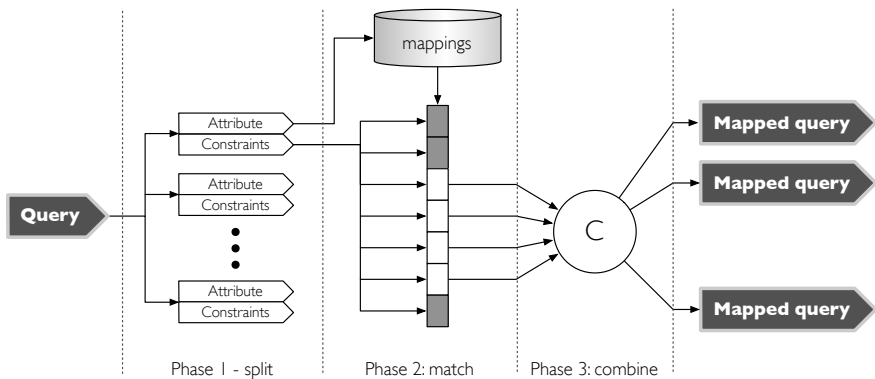 mappings
Attribute
Constraints
Attribute
Constraints
Query
Attribute
Constraints
C
Mapped query
Mapped query
Mapped query
Phase 1 - split
Phase 2: match
Phase 3: combine